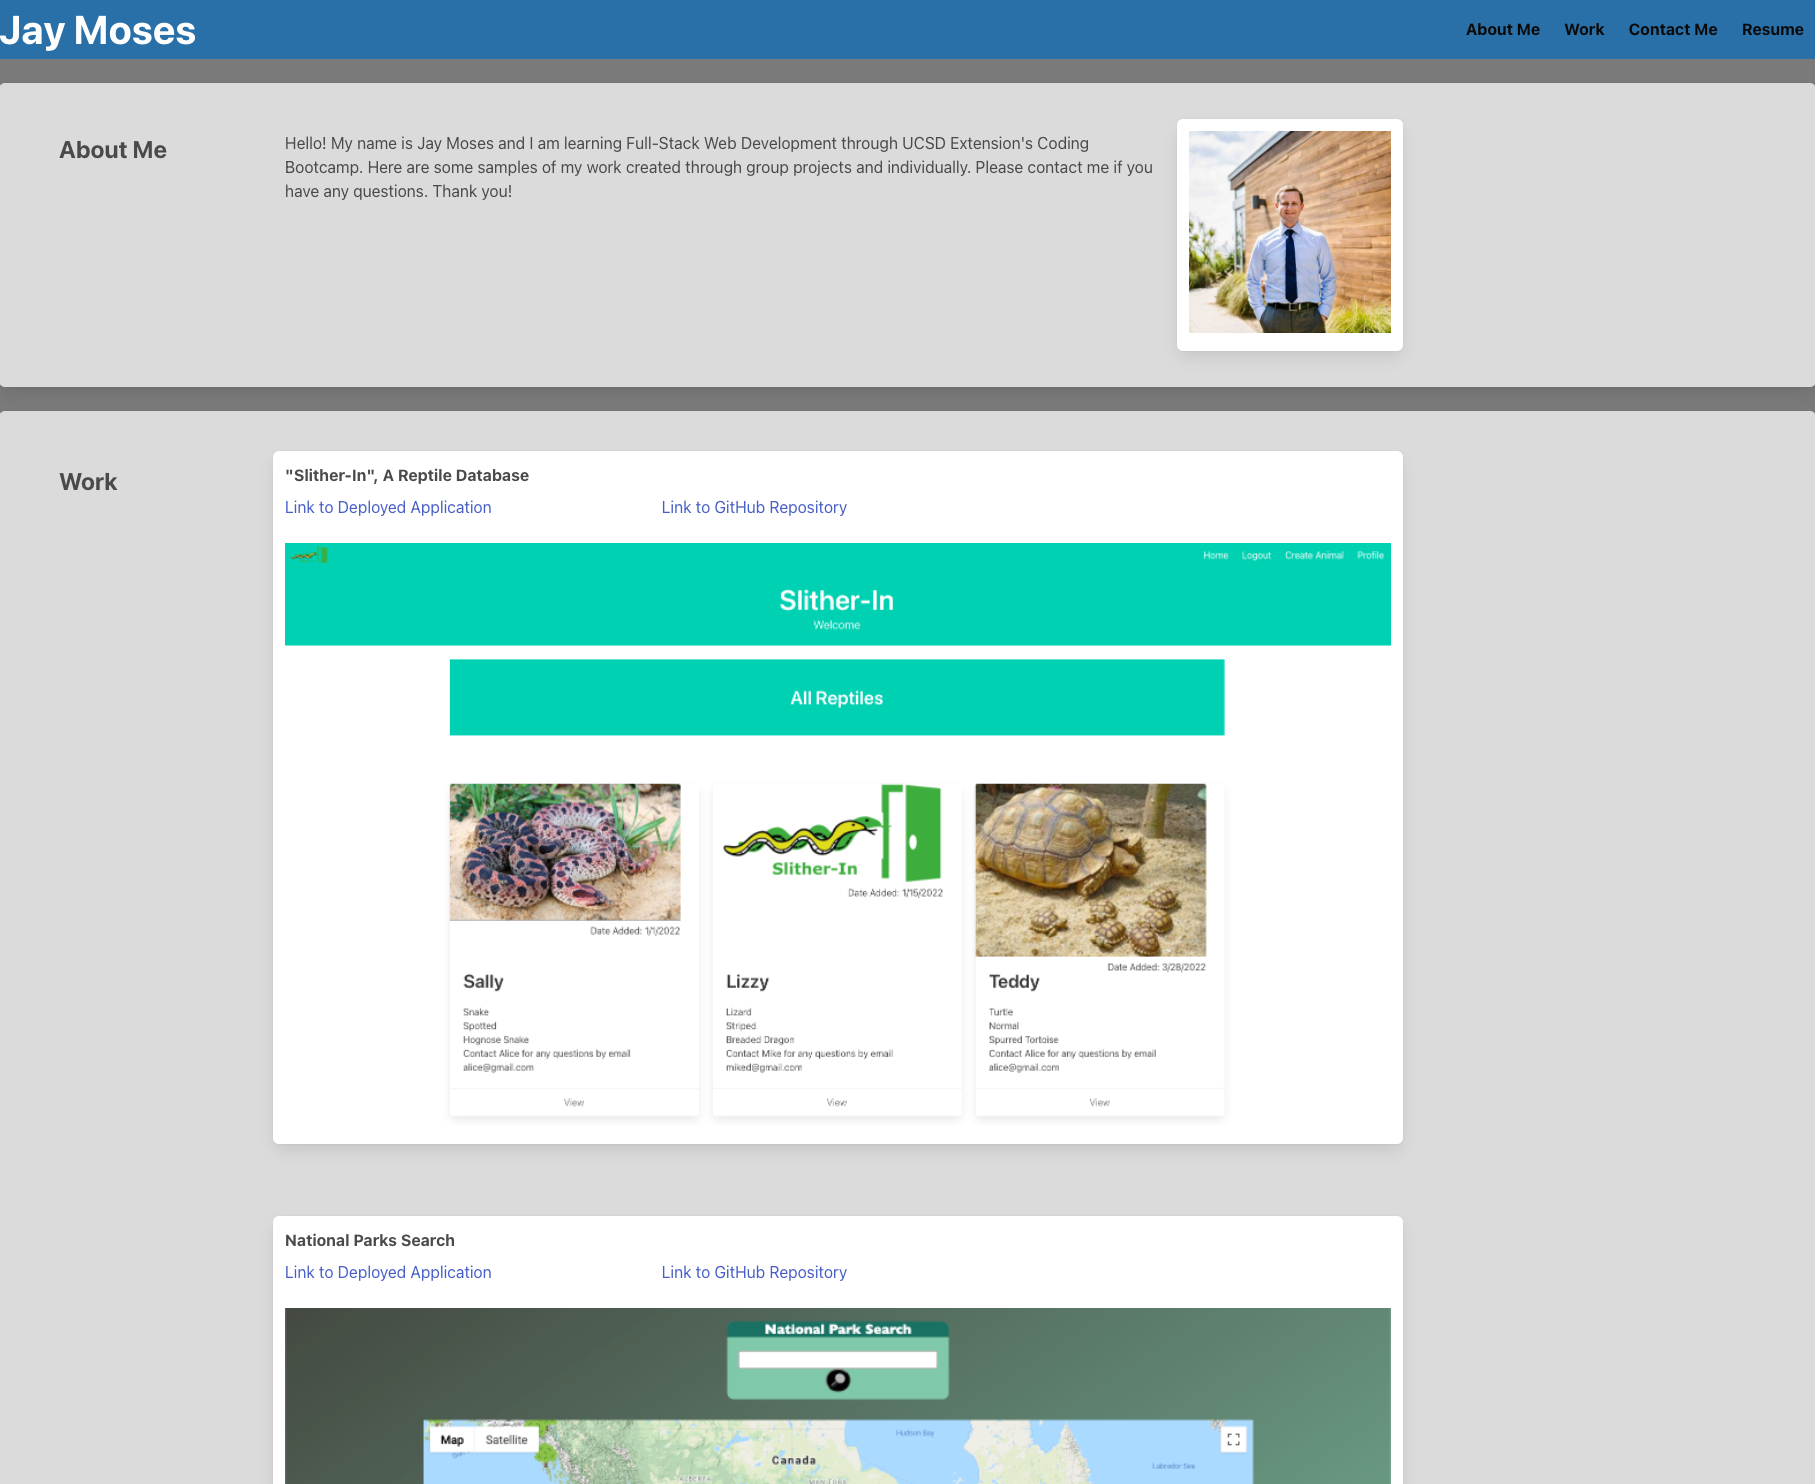 Jay Moses
About Me Work Contact Me Resume
About Me
Hello! My name is Jay Moses and I am learning Full-Stack Web Development through UCSD Extension's Coding
Bootcamp. Here are some samples of my work created through group projects and individually. Please contact me if you
have any questions. Thank you!
Work
"Slither-In", A Reptile Database
Link to Deployed Application Link to GitHub Repository
Home Logout Create Animal Profile
Slither-In
Welcome
All Reptiles
Date Added: 1/1/2022
Sally
Snake
Spotted
Hognose Snake
Contact Alice for any questions by email
alice@gmail.com
View
Slither-In
Date Added: 1/15/2022
Lizzy
Lizard
Striped
Breaded Dragon
Contact Mike for any questions by email
miked@gmail.com
View
Date Added: 3/28/2022
Teddy
Turtle
Normal
Spurred Tortoise
Contact Alice for any questions by email
alice@gmail.com
View
National Parks Search
Link to Deployed Application Link to GitHub Repository
National Park Search
Map Satellite
Hudson Bay
Canada
Labrador Sea
ALBERTA
MANITOBA